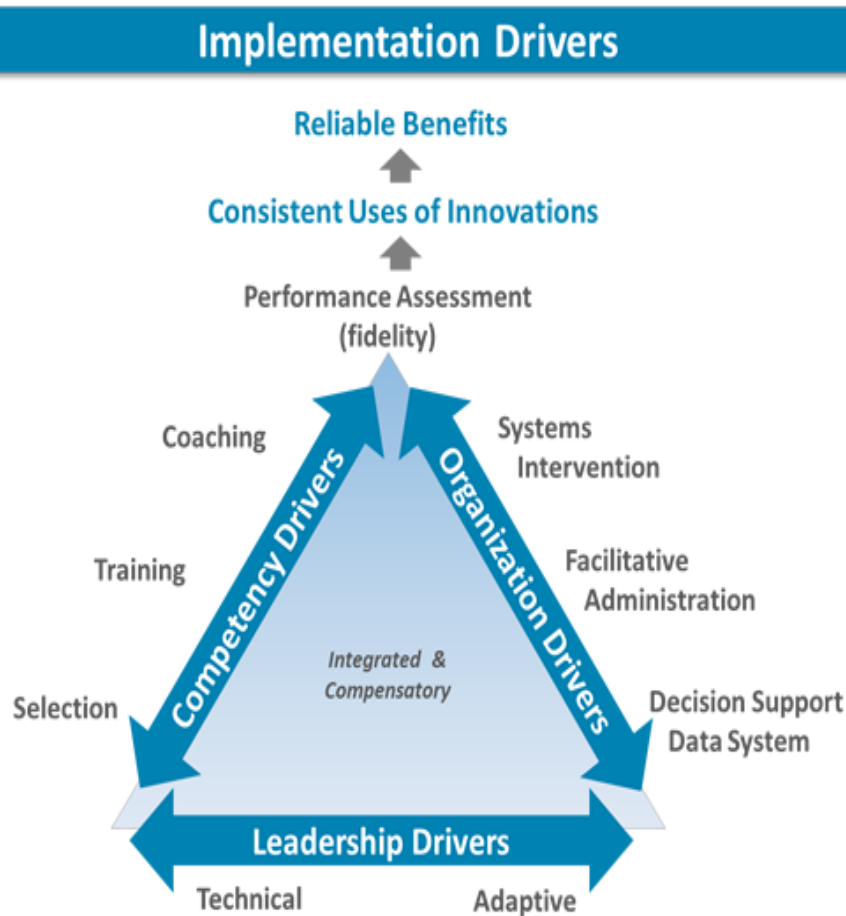 Implementation Drivers
Reliable Benefits
Consistent Uses of Innovations
Performance Assessment
(fidelity)
Coaching
Systems
Intervention
Competency Drivers
Organization Drivers
Training
Facilitative
Administration
Integrated &
Compensatory
Selection
Decision Support
Data System
Leadership Drivers
Technical
Adaptive